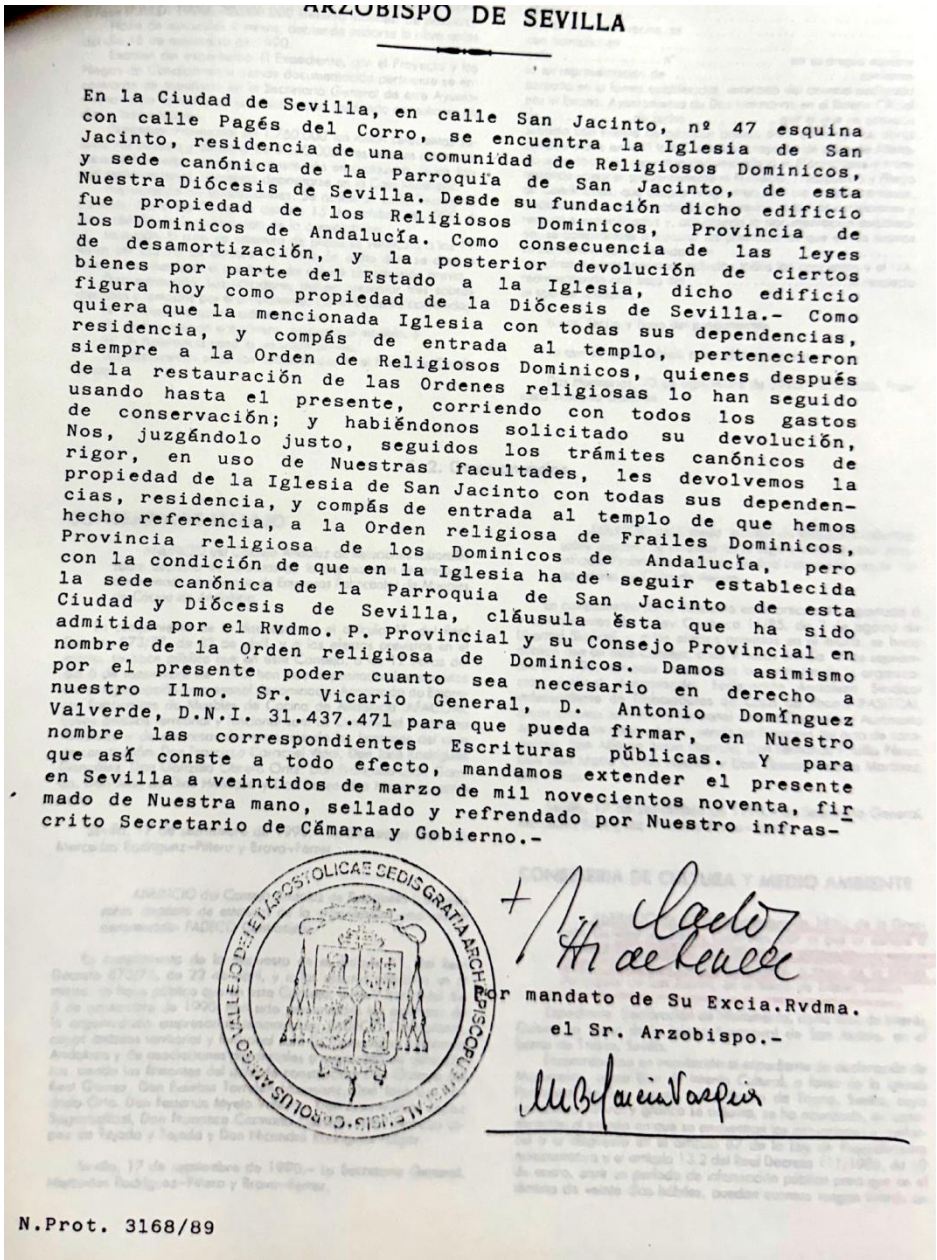 ARZOBISPO DE SEVILLA
En la Ciudad de Sevilla, en calle San Jacinto, nº 47 esquina
con calle Pagés del Corro, se encuentra la Iglesia de San
Jacinto, residencia de una comunidad de Religiosos Dominicos,
y sede canónica de la Parroquia de San Jacinto, de esta
Nuestra Diócesis de Sevilla. Desde su fundación dicho edificio
fue propiedad de los Religiosos Dominicos, Provincia de
los Dominicos de Andalucía. Como consecuencia de las leyes
de desamortización, y la posterior devolución de ciertos
bienes por parte del Estado a la Iglesia, dicho edificio
figura hoy como propiedad de la Diócesis de Sevilla.- Como
quiera que la mencionada Iglesia con todas sus dependencias,
residencia, y compás de entrada al templo, pertenecieron
siempre a la Orden de Religiosos Dominicos, quienes después
de la restauración de las Ordenes religiosas lo han seguido
usando hasta el presente, corriendo con todos los gastos
de conservación; y habiéndonos solicitado su devolución,
Nos, juzgándolo justo, seguidos los trámites canónicos de
rigor, en uso de Nuestras facultades, les devolvemos la
propiedad de la Iglesia de San Jacinto con todas sus dependen-
cias, residencia, y compás de entrada al templo de que hemos
hecho referencia, a la Orden religiosa de Frailes Dominicos,
Provincia religiosa de los Dominicos de Andalucía, pero
con la condición de que en la Iglesia ha de seguir establecida
la sede canónica de la Parroquia de San Jacinto de esta
Ciudad y Diócesis de Sevilla, cláusula ésta que ha sido
admitida por el Rvdmo. P. Provincial y su Consejo Provincial en
nombre de la Orden religiosa de Dominicos. Damos asimismo
por el presente poder cuanto sea necesario en derecho a
nuestro Ilmo. Sr. Vicario General, D. Antonio Domínguez
Valverde, D.N.I. 31.437.471 para que pueda firmar, en Nuestro
nombre las correspondientes Escrituras públicas. Y para
que así conste a todo efecto, mandamos extender el presente
en Sevilla a veintidos de marzo de mil novecientos noventa, fir
mado de Nuestra mano, sellado y refrendado por Nuestro infras-
crito Secretario de Cámara y Gobierno.-
CAROLUS AMIGO VALLEJO DEI ET APOSTOLICAE SEDIS GRATIA ARCHIEPISCOPUS HISPALENSIS
Por mandato de Su Excia.Rvdma.
el Sr. Arzobispo.-
N.Prot. 3168/89